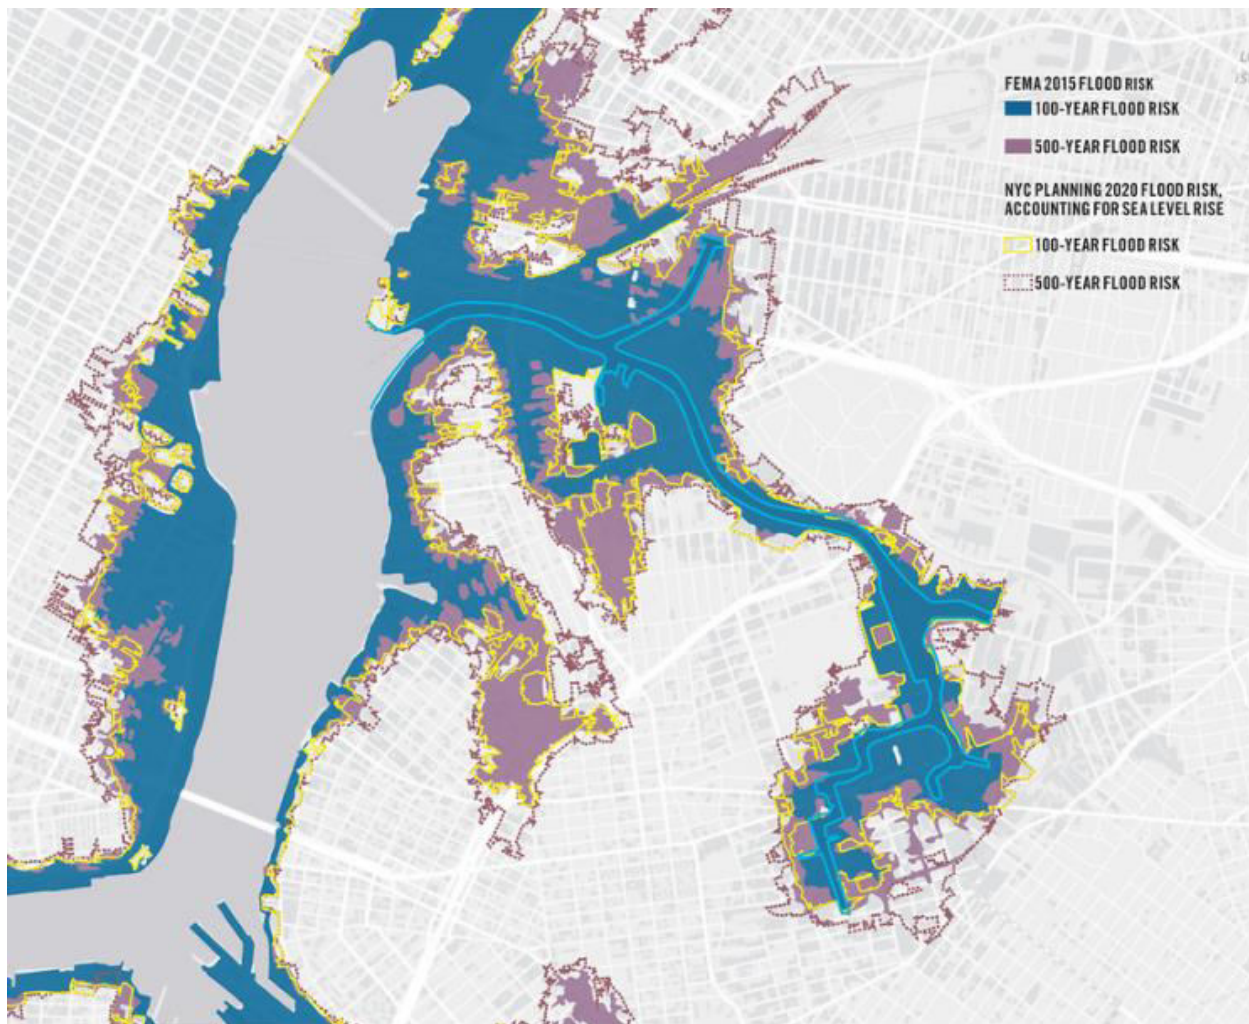 FEMA 2015 FLOOD RISK
100-YEAR FLOOD RISK
500-YEAR FLOOD RISK
NYC PLANNING 2020 FLOOD RISK,
ACCOUNTING FOR SEA LEVEL RISE
100-YEAR FLOOD RISK
500-YEAR FLOOD RISK